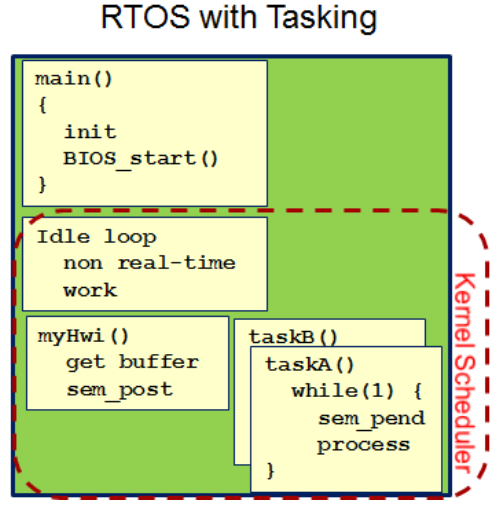 RTOS with Tasking
main()
{
init
BIOS_start()
}
Idle loop
non real-time
work
myHwi()
get buffer
sem_post
taskB()
taskA()
while(1) {
sem_pend
process
}
Kernel Scheduler